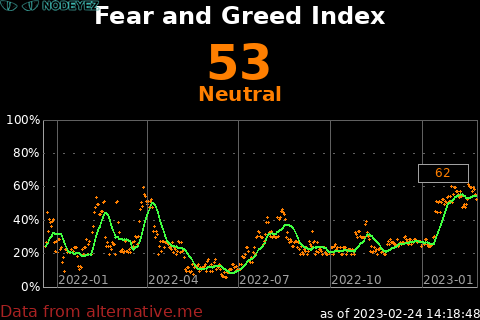 NODEYEZ
Fear and Greed Index
53
Neutral
100%
80%
62
60%
40%
20%
0%
2022-01 2022-04 2022-07 2022-10 2023-01
Data from alternative.me
as of 2023-02-24 14:18:48